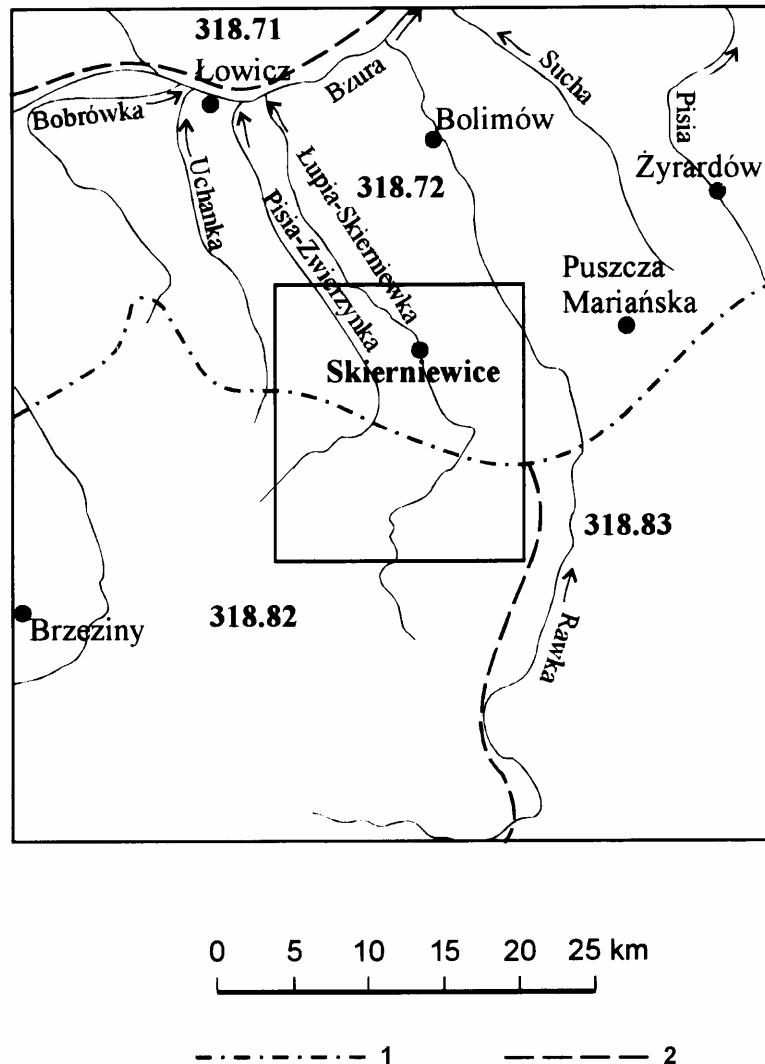 318.71
Łowicz
Bzura
Sucha
Pisia
Bobrówka
Bolimów
Uchanka
Łupia-Skierniewka
318.72
Żyrardów
Pisia-Zwierzynka
Puszcza
Mariańska
Skierniewice
318.83
318.82
Brzeziny
Rawka
0 5 10 15 20 25 km
1 2